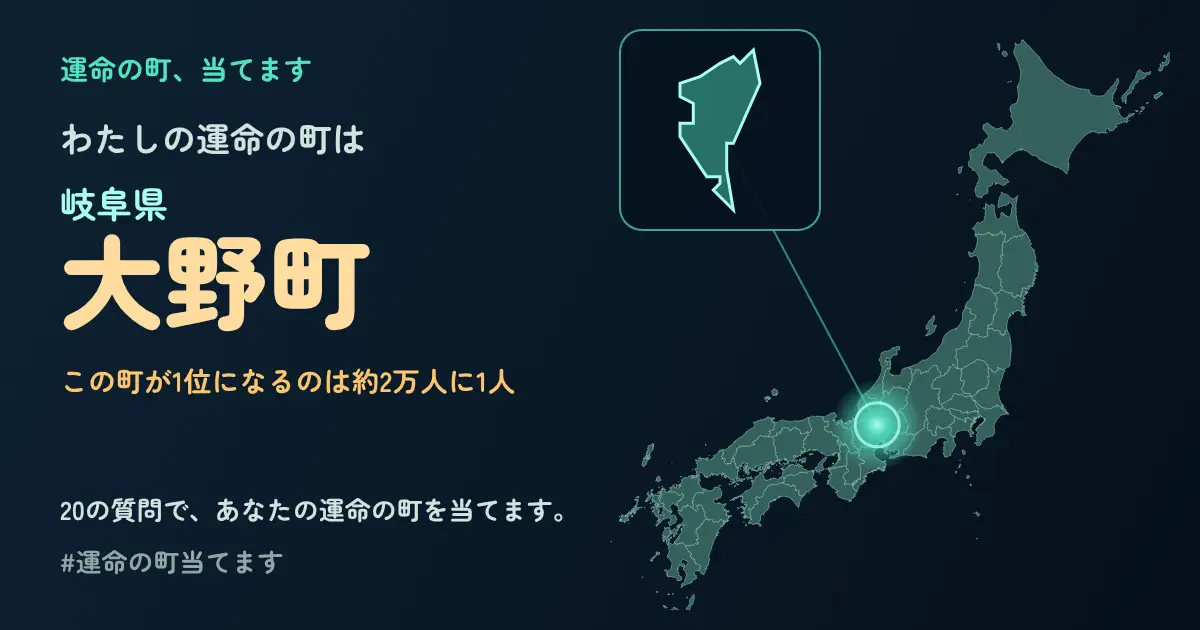 運命の町、当てます
わたしの運命の町は
岐阜県
大野町
この町が1位になるのは約2万人に1人
20の質問で、あなたの運命の町を当てます。
#運命の町当てます